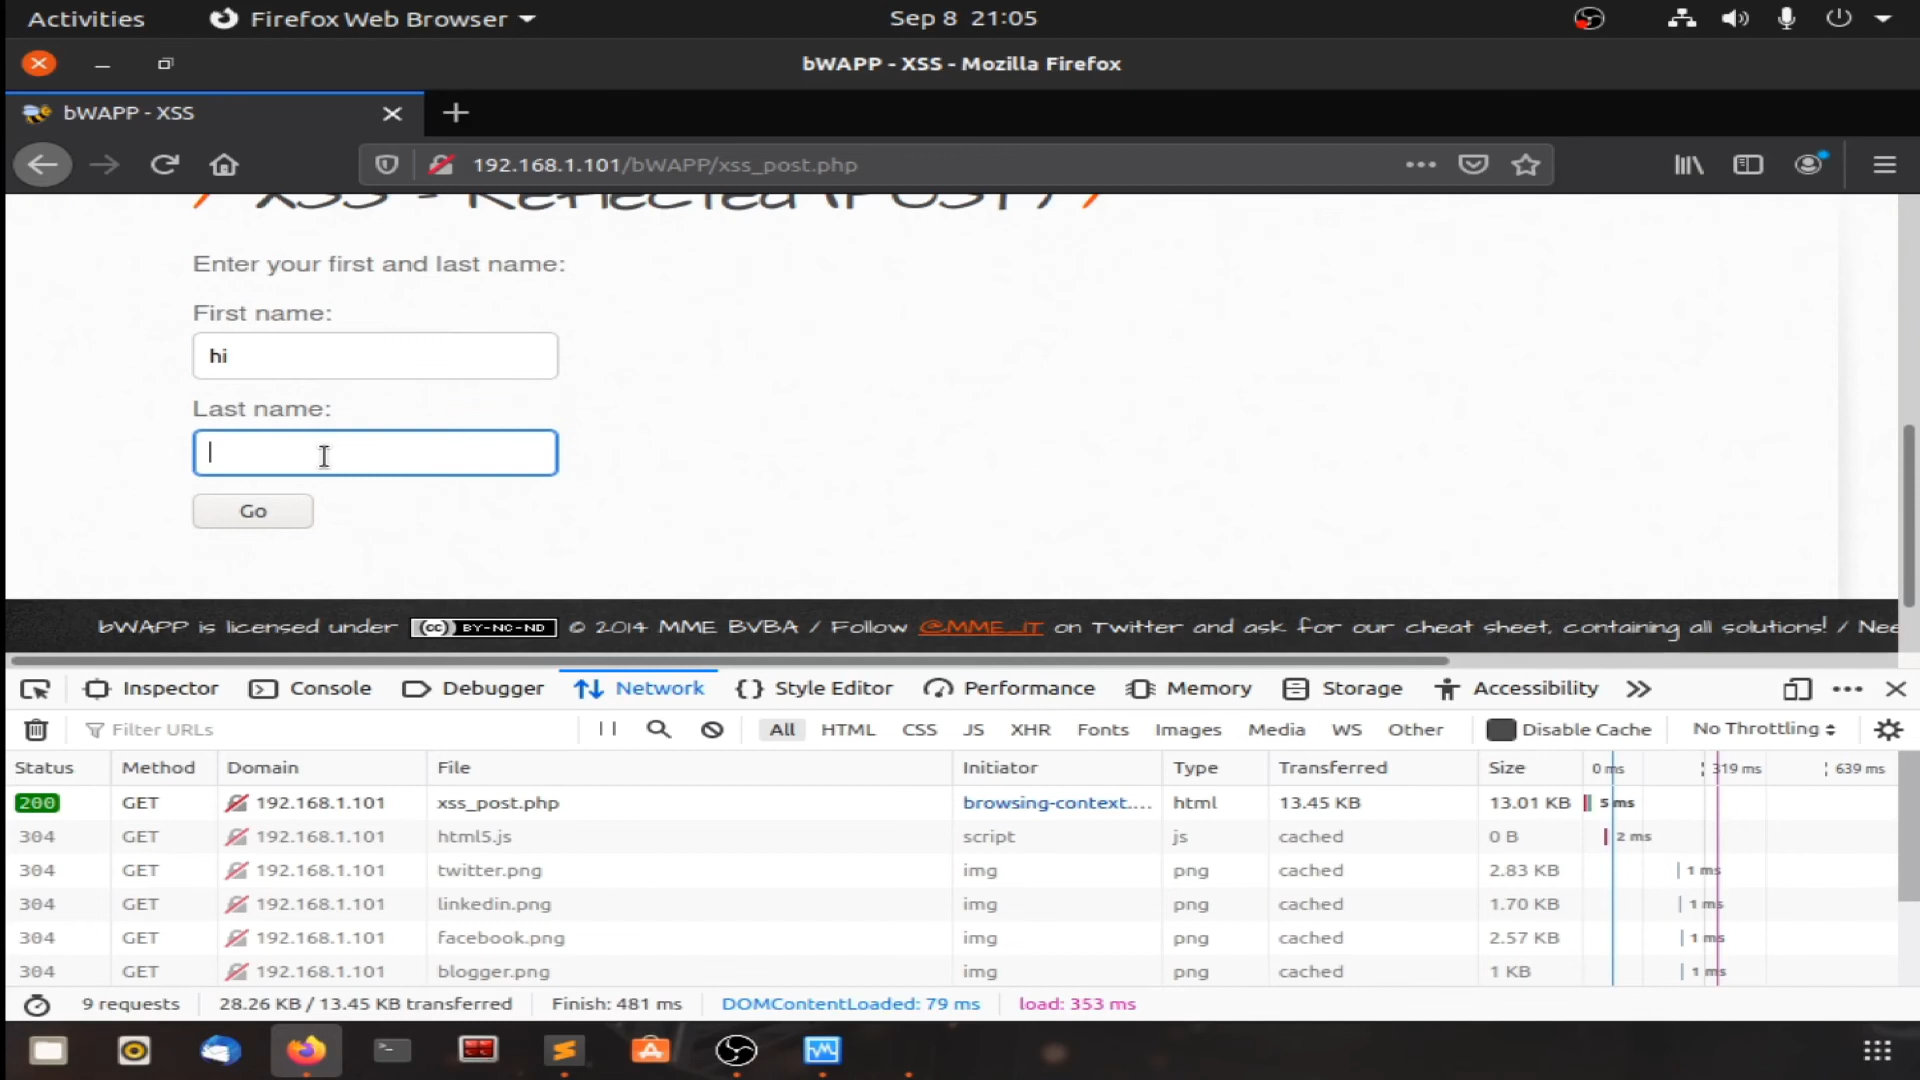 Activities Firefox Web Browser Sep 8 21:05
bWAPP - XSS - Mozilla Firefox
bWAPP - XSS
192.168.1.101/bWAPP/xss_post.php
/ XSS - Reflected (POST) /
Enter your first and last name:
First name:
hi
Last name:
Go
bWAPP is licensed under (cc) BY-NC-ND © 2014 MME BVBA / Follow @MME_IT on Twitter and ask for our cheat sheet, containing all solutions! / Nee
Inspector Console Debugger Network Style Editor Performance Memory Storage Accessibility
Filter URLs All HTML CSS JS XHR Fonts Images Media WS Other Disable Cache No Throttling
Status Method Domain File Initiator Type Transferred Size 0 ms 319 ms 639 ms
200 GET 192.168.1.101 xss_post.php browsing-context.... html 13.45 KB 13.01 KB 5 ms
304 GET 192.168.1.101 html5.js script js cached 0 B 2 ms
304 GET 192.168.1.101 twitter.png img png cached 2.83 KB 1 ms
304 GET 192.168.1.101 linkedin.png img png cached 1.70 KB 1 ms
304 GET 192.168.1.101 facebook.png img png cached 2.57 KB 1 ms
304 GET 192.168.1.101 blogger.png img png cached 1 KB 1 ms
9 requests 28.26 KB / 13.45 KB transferred Finish: 481 ms DOMContentLoaded: 79 ms load: 353 ms